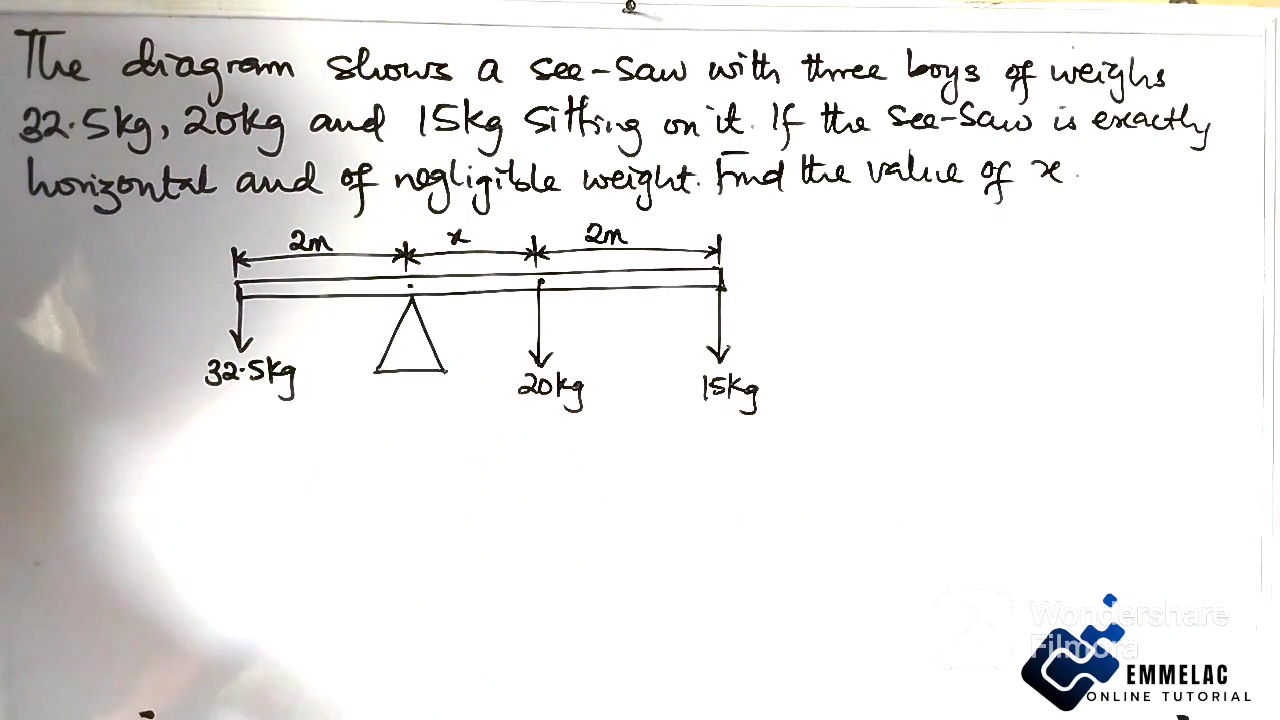 The diagram shows a see-saw with three boys of weighs
32.5kg, 20kg and 15kg sitting on it. If the see-saw is exactly
horizontal and of negligible weight. Find the value of x.
2m x 2m
32.5kg 20kg 15kg
Wondershare
Filmora
EMMELAC
ONLINE TUTORIAL